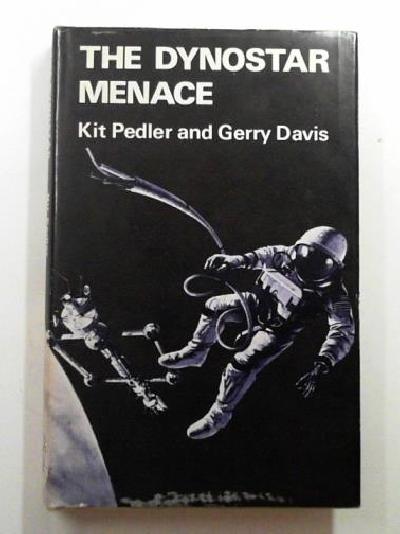 THE DYNOSTAR
MENACE
Kit Pedler and Gerry Davis